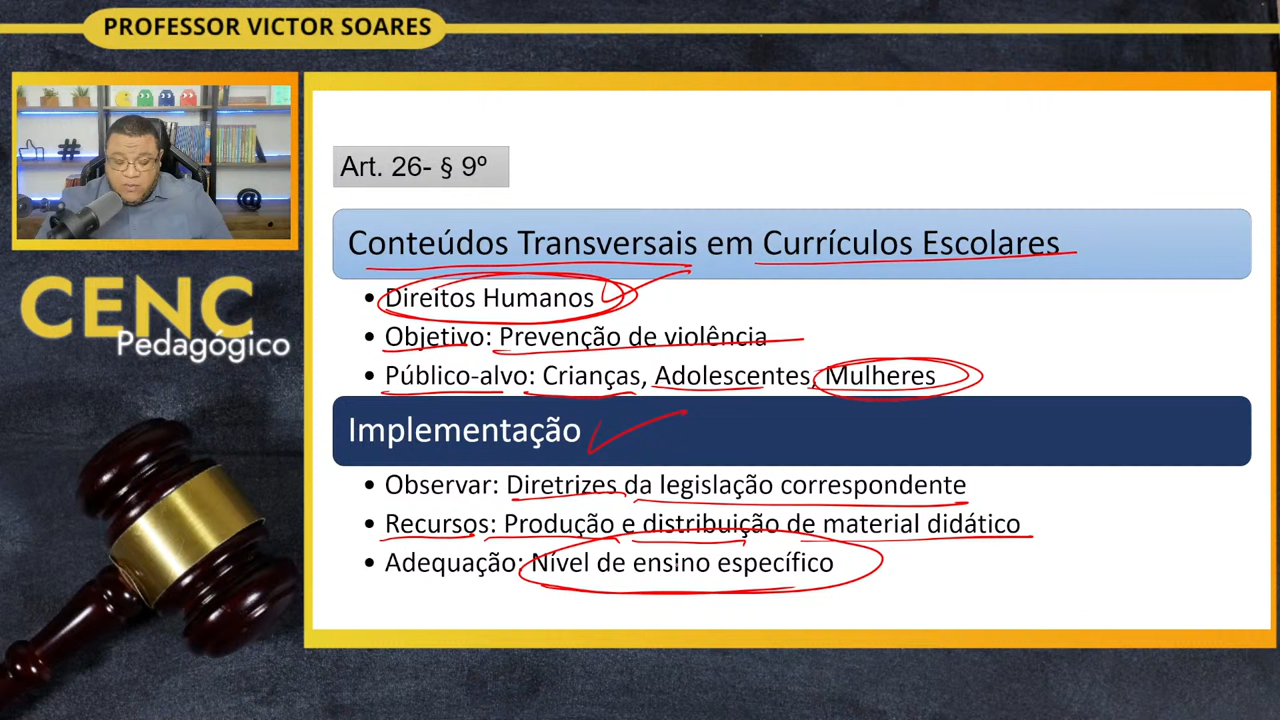 PROFESSOR VICTOR SOARES
CENC
Pedagógico
Art. 26- § 9º
Conteúdos Transversais em Currículos Escolares
• Direitos Humanos
• Objetivo: Prevenção de violência
• Público-alvo: Crianças, Adolescentes, Mulheres
Implementação
• Observar: Diretrizes da legislação correspondente
• Recursos: Produção e distribuição de material didático
• Adequação: Nível de ensino específico